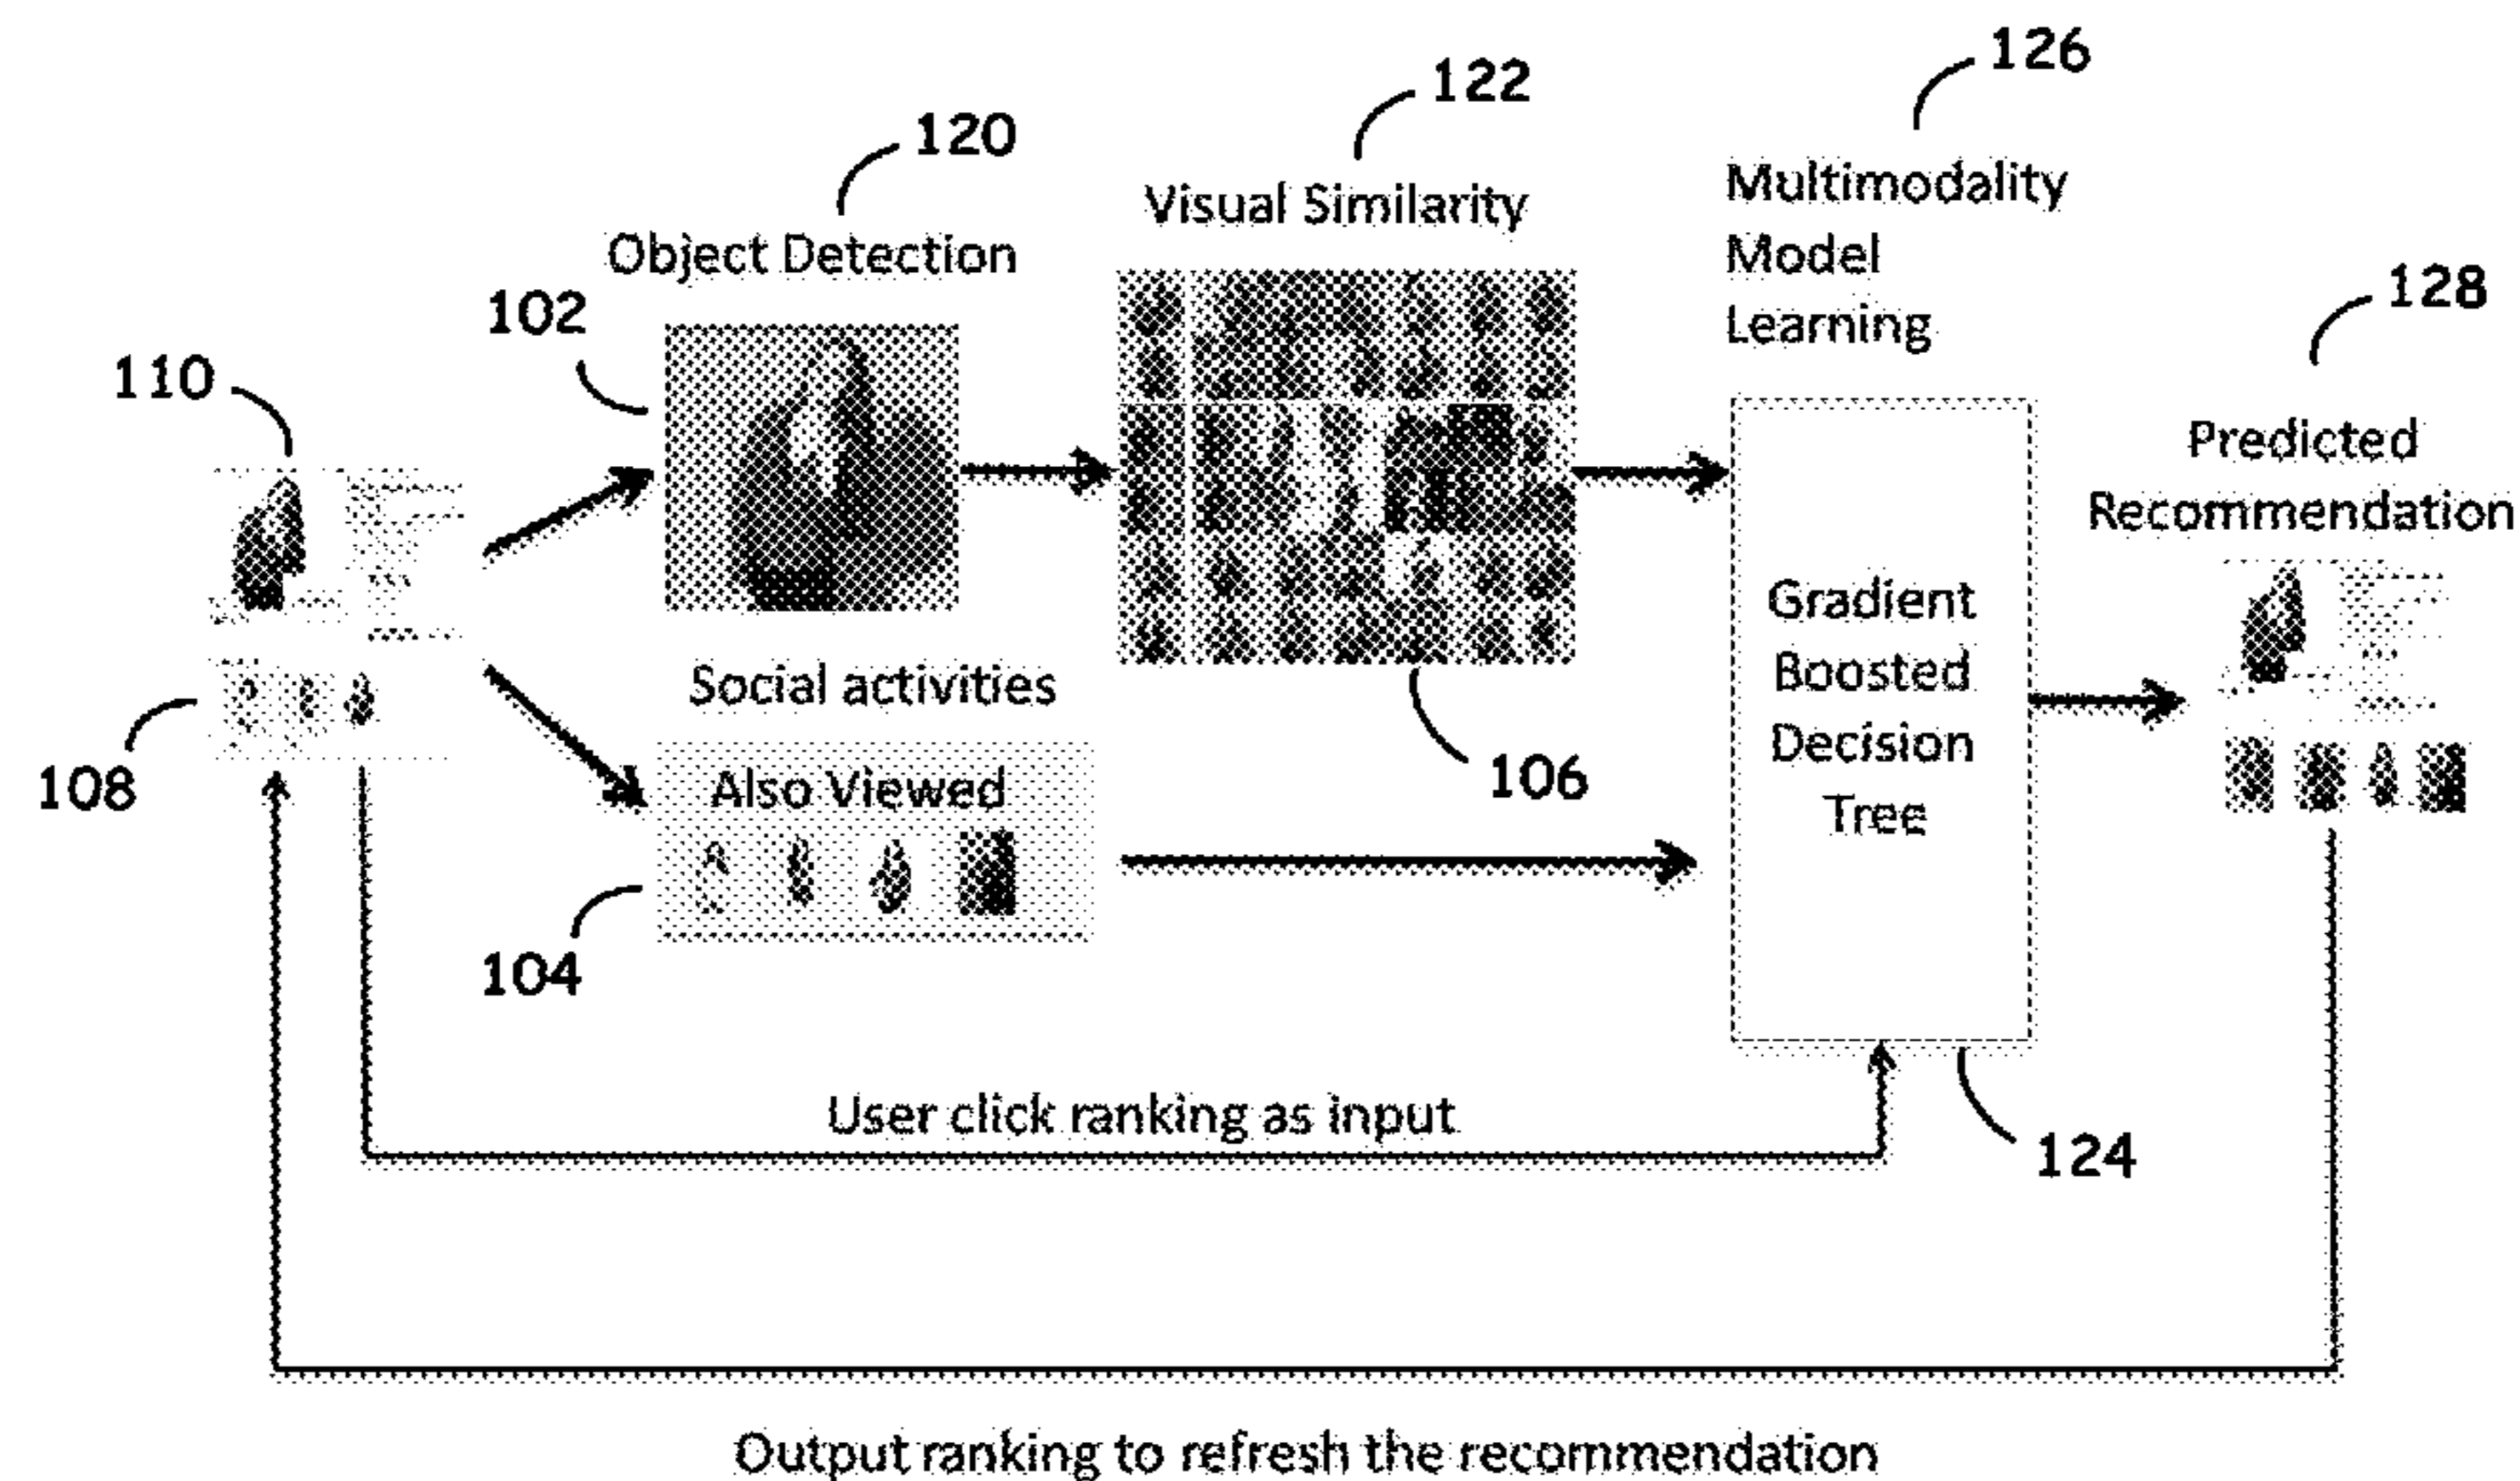 126
122
120
Visual Similarity
Multimodality
Model
Learning
Object Detection
102
128
110
Predicted
Recommendation
Gradient
Boosted
Decision
Tree
Social activities
108
106
Also Viewed
104
User click ranking as input
124
Output ranking to refresh the recommendation